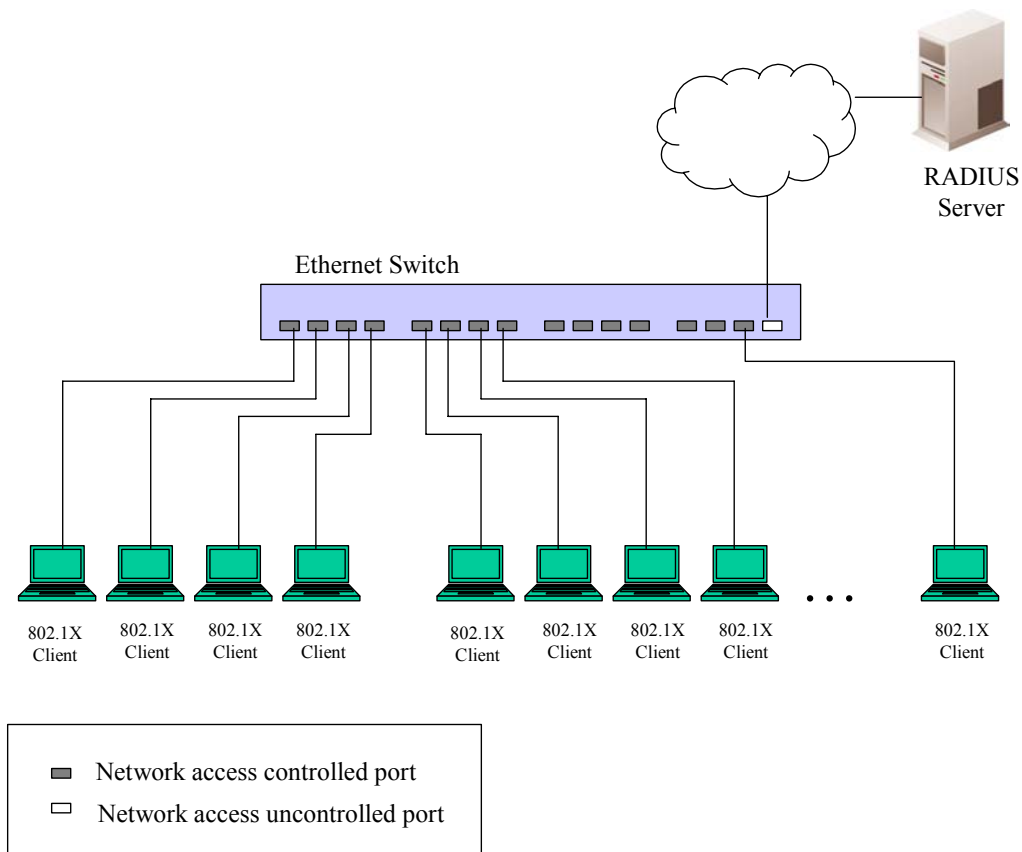 RADIUS
Server
Ethernet Switch
802.1X
Client
802.1X
Client
802.1X
Client
802.1X
Client
802.1X
Client
802.1X
Client
802.1X
Client
802.1X
Client
. . .
802.1X
Client
Network access controlled port
Network access uncontrolled port